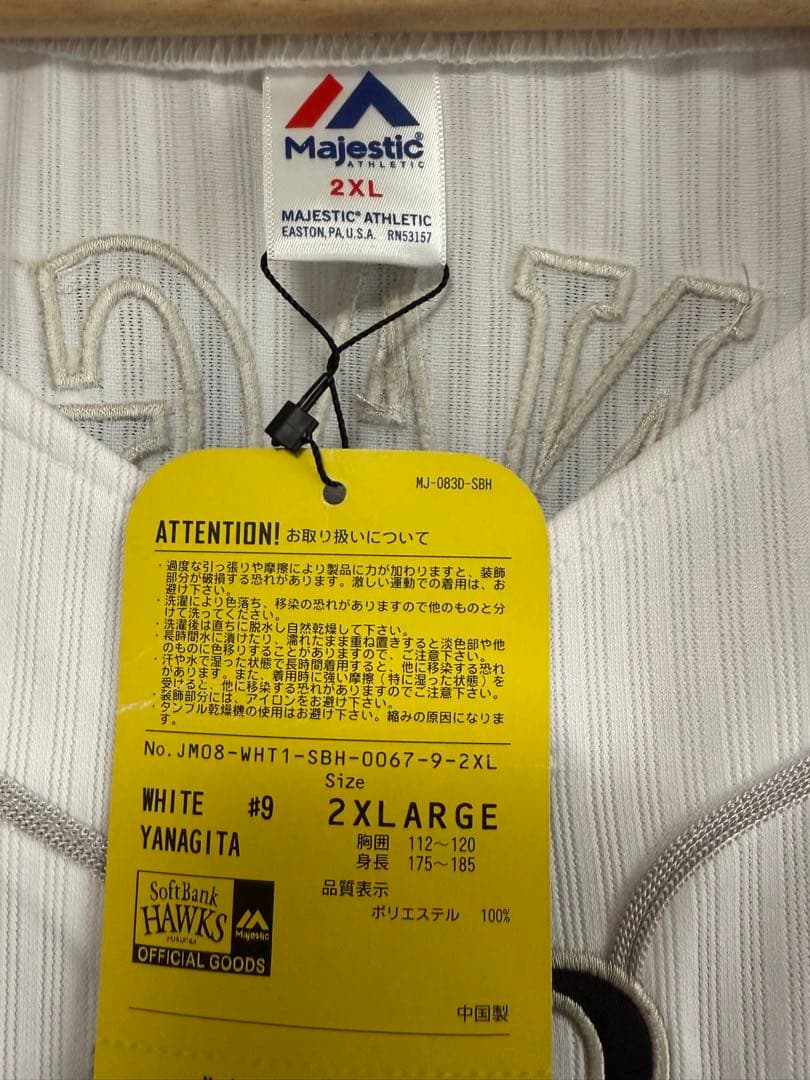 Majestic®
ATHLETIC
2XL
MAJESTIC® ATHLETIC
EASTON, PA, U.S.A. RN53157
MJ-083D-SBH
ATTENTION! お取り扱いについて
・過度な引っ張りや摩擦により製品に力が加わりますと、装飾
部分が破損する恐れがあります。激しい運動での着用は、お
避け下さい。
・洗濯により色落ち、移染の恐れがありますので他のものと分
けて洗ってください。
・洗濯後は直ちに脱水し自然乾燥して下さい。
・長時間水に漬けたり、濡れたまま重ね置きすると淡色部や他
のものに色移りすることがありますので、ご注意下さい。
・汗や水で湿った状態で長時間着用すると、他に移染する恐れ
があります。また、着用時に強い摩擦（特に湿った状態）を
受けると、他に移染する恐れがありますのでご注意下さい。
・装飾部分には、アイロンをお避け下さい。
・タンブル乾燥機の使用はお避け下さい。縮みの原因になりま
す。
No. JM08-WHT1-SBH-0067-9-2XL
Size
WHITE #9 2XLARGE
YANAGITA
胸囲 112〜120
身長 175〜185
品質表示
ポリエステル 100%
SoftBank
HAWKS
Majestic
OFFICIAL GOODS
中国製